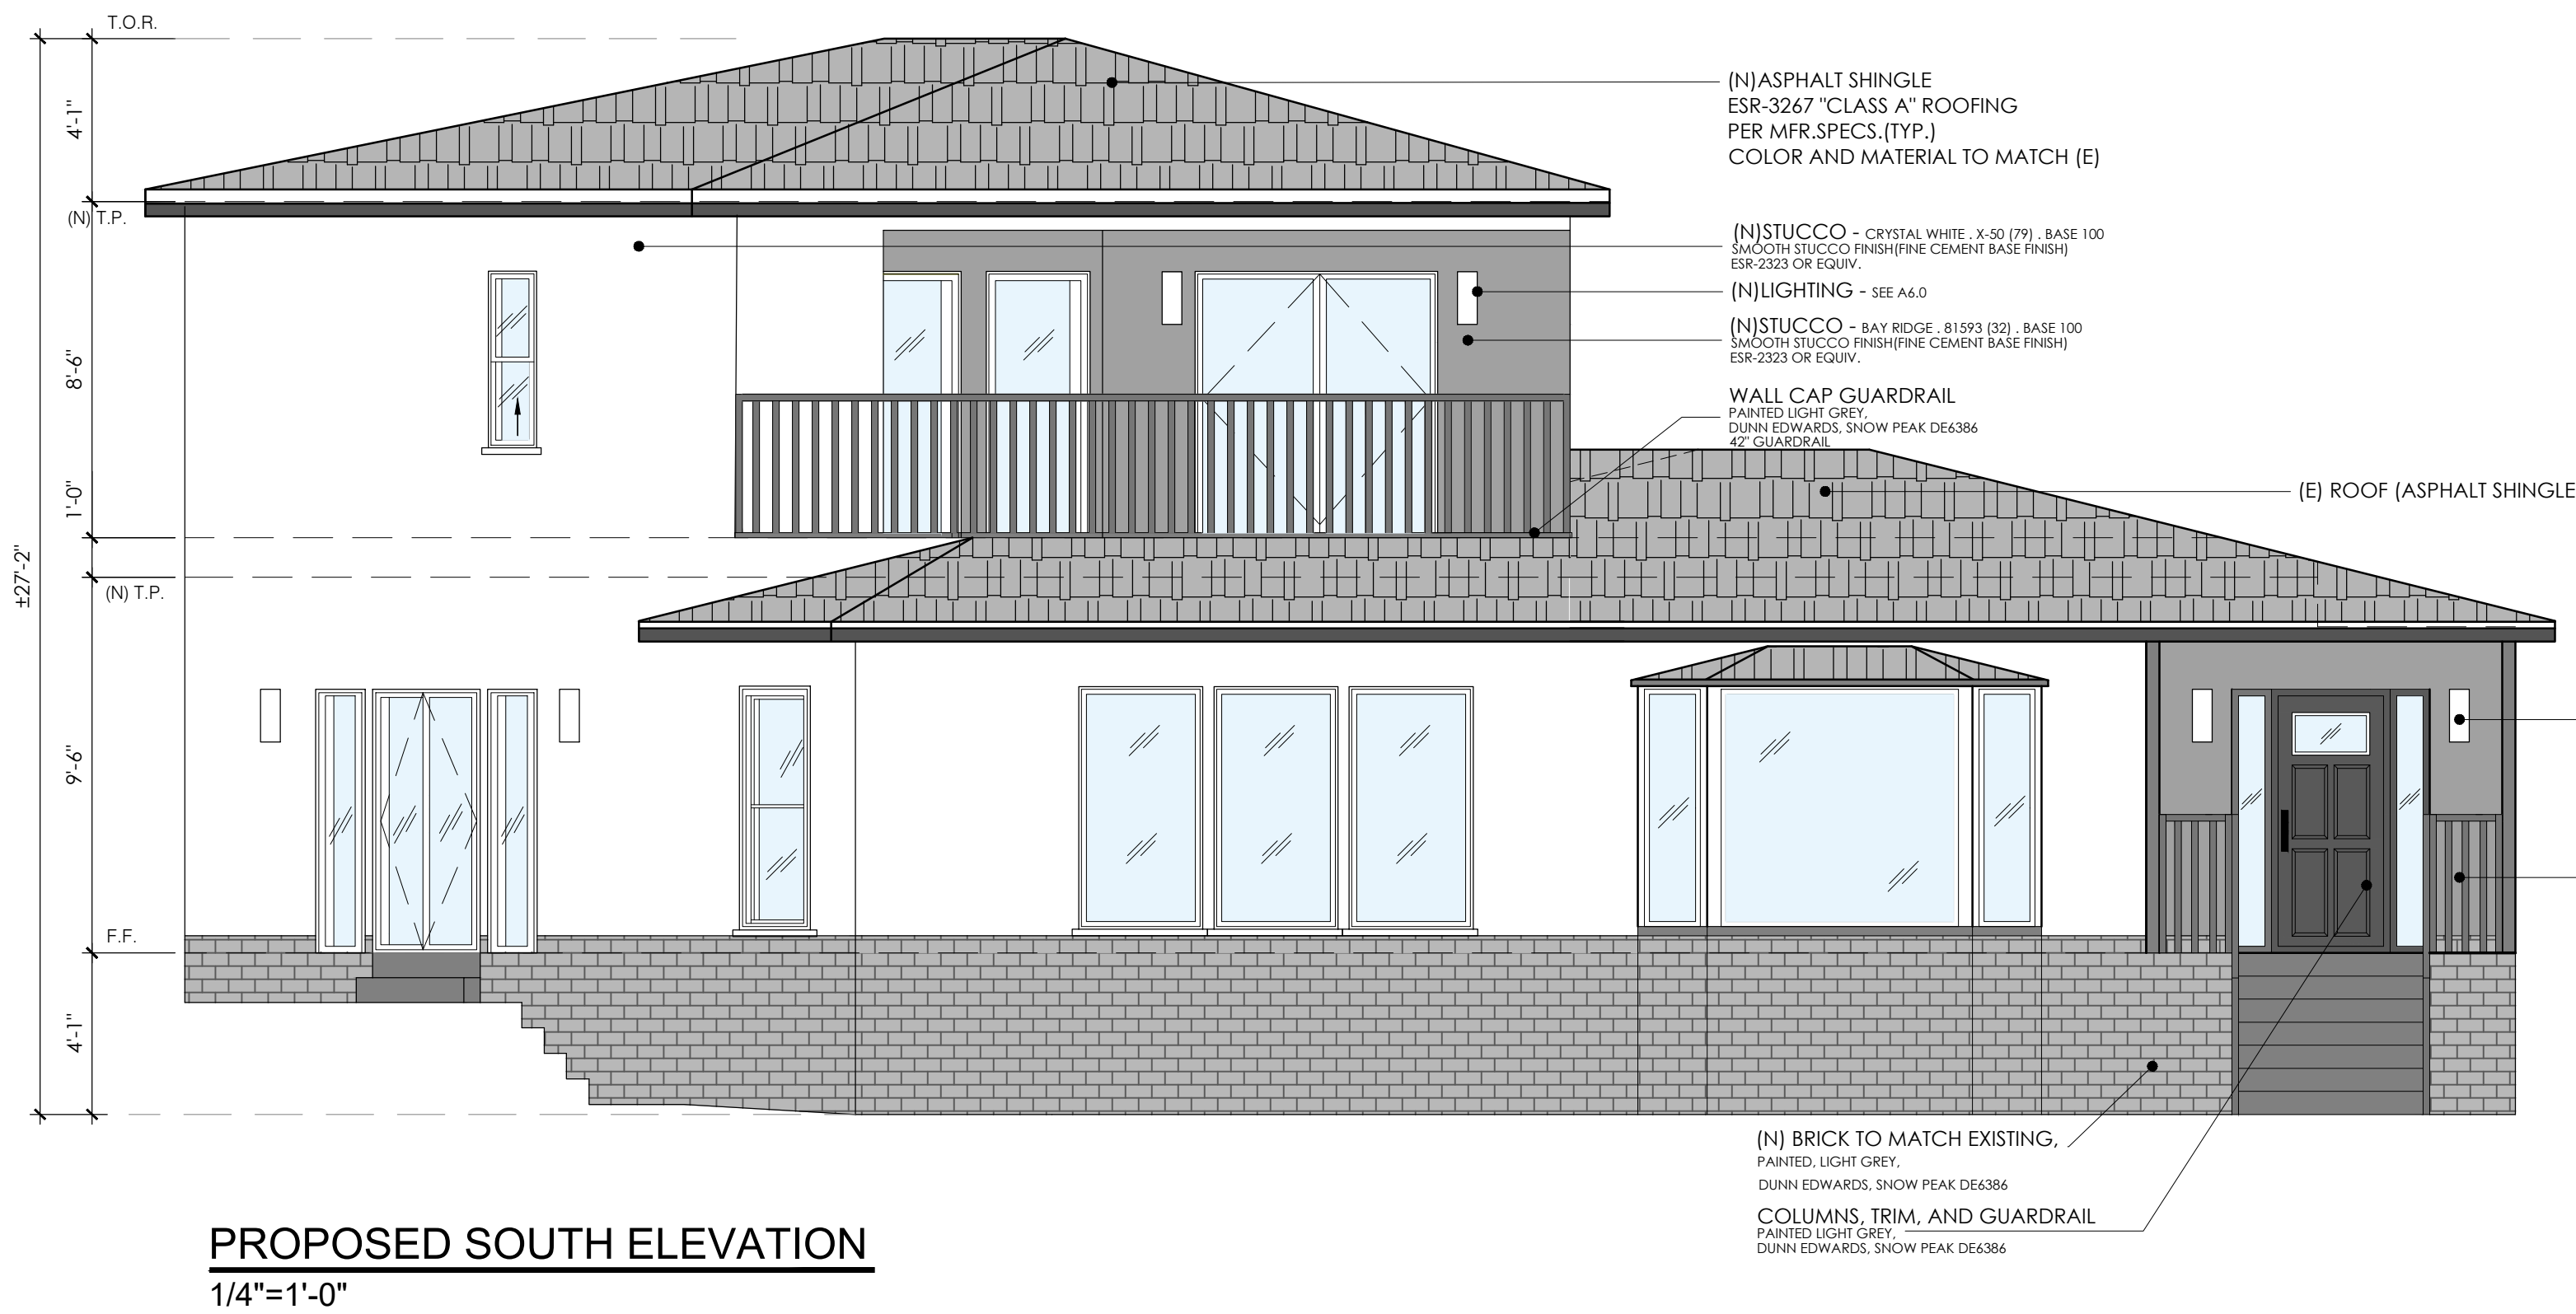 T.O.R.
4'-1"
(N) T.P.
8'-6"
1'-0"
±27'-2"
(N) T.P.
9'-6"
F.F.
4'-1"
(N)ASPHALT SHINGLE
ESR-3267 "CLASS A" ROOFING
PER MFR.SPECS.(TYP.)
COLOR AND MATERIAL TO MATCH (E)
(N)STUCCO - CRYSTAL WHITE . X-50 (79) . BASE 100
SMOOTH STUCCO FINISH(FINE CEMENT BASE FINISH)
ESR-2323 OR EQUIV.
(N)LIGHTING - SEE A6.0
(N)STUCCO - BAY RIDGE . 81593 (32) . BASE 100
SMOOTH STUCCO FINISH(FINE CEMENT BASE FINISH)
ESR-2323 OR EQUIV.
WALL CAP GUARDRAIL
PAINTED LIGHT GREY,
DUNN EDWARDS, SNOW PEAK DE6386
42" GUARDRAIL
(E) ROOF (ASPHALT SHINGLE
(N) BRICK TO MATCH EXISTING,
PAINTED, LIGHT GREY,
DUNN EDWARDS, SNOW PEAK DE6386
COLUMNS, TRIM, AND GUARDRAIL
PAINTED LIGHT GREY,
DUNN EDWARDS, SNOW PEAK DE6386
PROPOSED SOUTH ELEVATION
1/4"=1'-0"